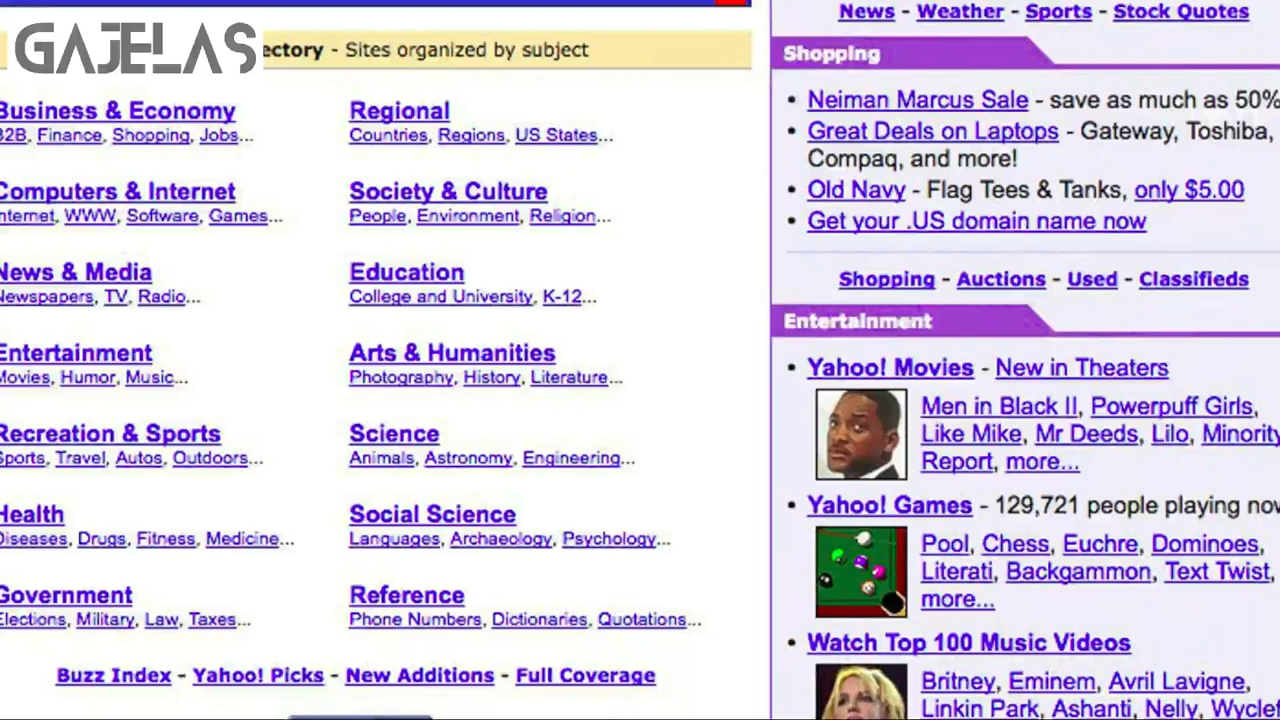 GAJELAS
ectory - Sites organized by subject
Business & Economy
B2B, Finance, Shopping, Jobs...
Computers & Internet
Internet, WWW, Software, Games...
News & Media
Newspapers, TV, Radio...
Entertainment
Movies, Humor, Music...
Recreation & Sports
Sports, Travel, Autos, Outdoors...
Health
Diseases, Drugs, Fitness, Medicine...
Government
Elections, Military, Law, Taxes...
Regional
Countries, Regions, US States...
Society & Culture
People, Environment, Religion...
Education
College and University, K-12...
Arts & Humanities
Photography, History, Literature...
Science
Animals, Astronomy, Engineering...
Social Science
Languages, Archaeology, Psychology...
Reference
Phone Numbers, Dictionaries, Quotations...
Buzz Index - Yahoo! Picks - New Additions - Full Coverage
News - Weather - Sports - Stock Quotes
Shopping
• Neiman Marcus Sale - save as much as 50%
• Great Deals on Laptops - Gateway, Toshiba,
Compaq, and more!
• Old Navy - Flag Tees & Tanks, only $5.00
• Get your .US domain name now
Shopping - Auctions - Used - Classifieds
Entertainment
• Yahoo! Movies - New in Theaters
Men in Black II, Powerpuff Girls,
Like Mike, Mr Deeds, Lilo, Minority
Report, more...
• Yahoo! Games - 129,721 people playing now
Pool, Chess, Euchre, Dominoes,
Literati, Backgammon, Text Twist,
more...
• Watch Top 100 Music Videos
Britney, Eminem, Avril Lavigne,
Linkin Park, Ashanti, Nelly, Wyclef